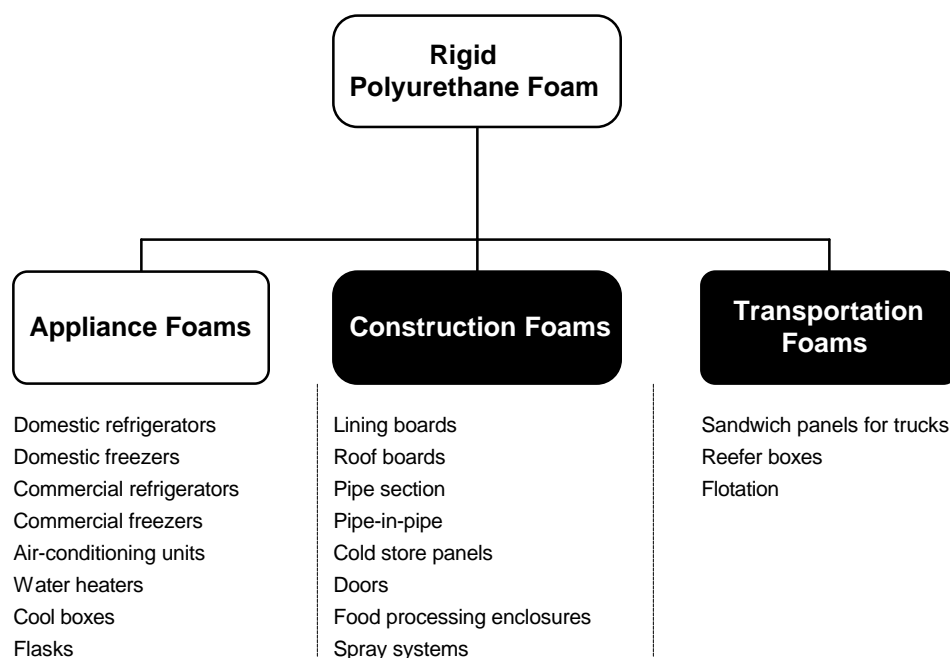 Rigid
Polyurethane Foam
Appliance Foams
Construction Foams
Transportation
Foams
Domestic refrigerators
Domestic freezers
Commercial refrigerators
Commercial freezers
Air-conditioning units
Water heaters
Cool boxes
Flasks
Lining boards
Roof boards
Pipe section
Pipe-in-pipe
Cold store panels
Doors
Food processing enclosures
Spray systems
Sandwich panels for trucks
Reefer boxes
Flotation